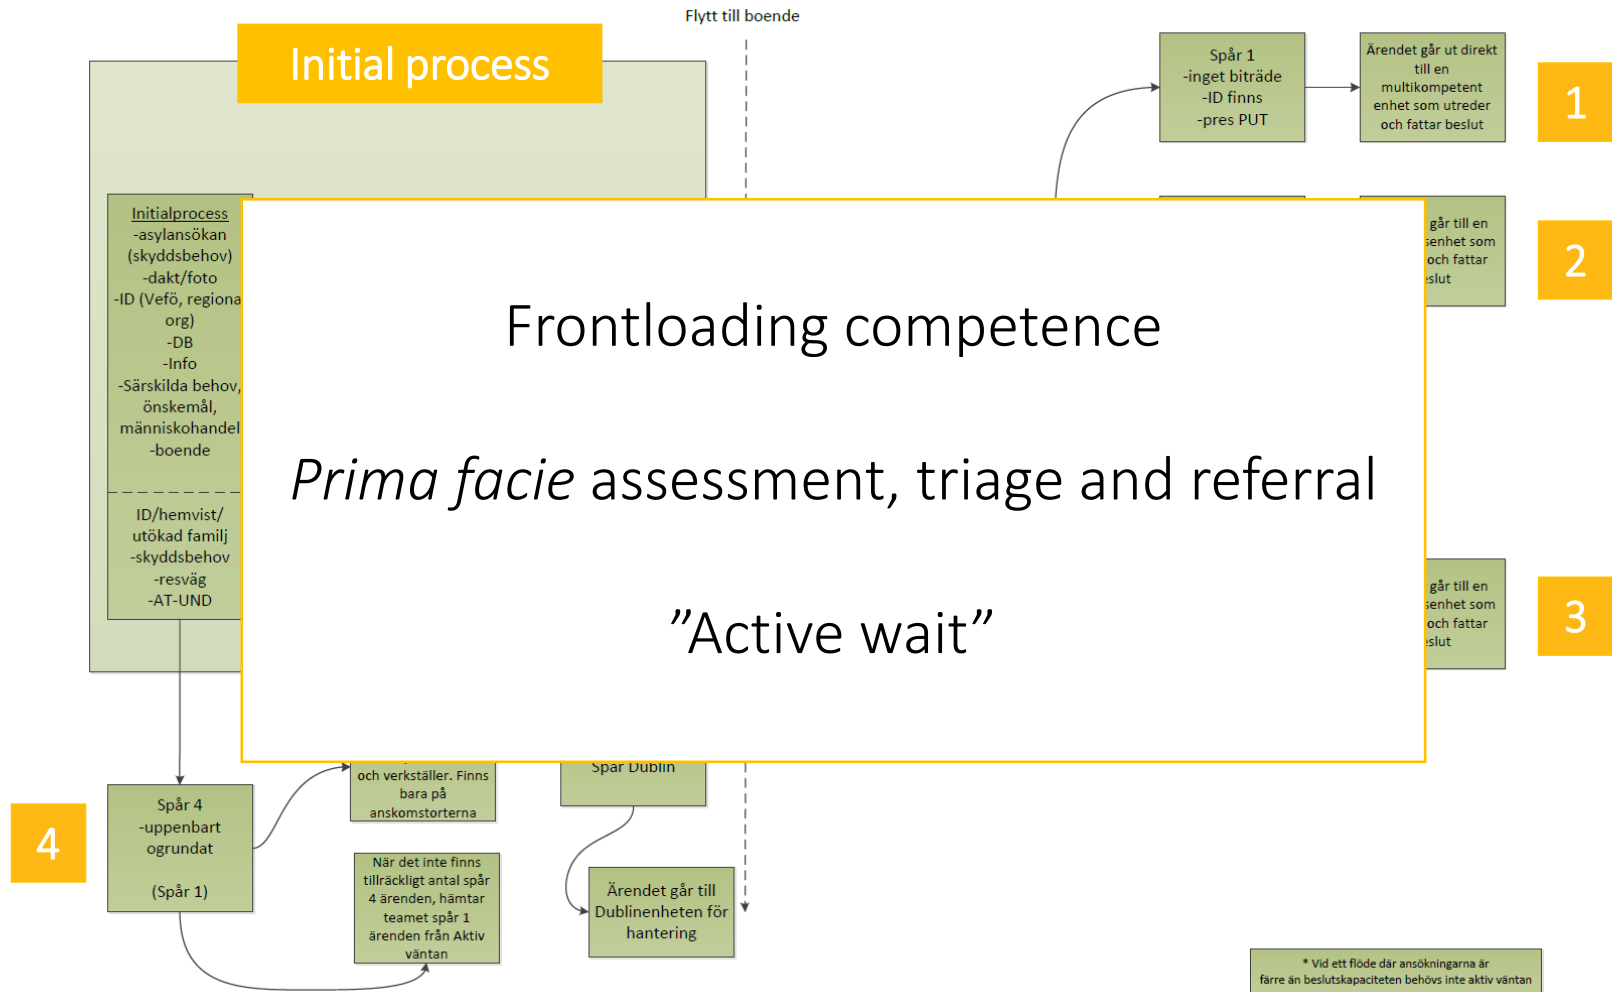 Flytt till boende
Initial process
Spår 1
-inget biträde
-ID finns
-pres PUT
Ärendet går ut direkt
till en
multikompetent
enhet som utreder
och fattar beslut
1
Initialprocess
-asylansökan
(skyddsbehov)
-dakt/foto
-ID (Vefö, regiona
org)
-DB
-Info
-Särskilda behov,
önskemål,
människohandel
-boende
ID/hemvist/
utökad familj
-skyddsbehov
-resväg
-AT-UND
går till en
senhet som
och fattar
slut
2
Frontloading competence
Prima facie assessment, triage and referral
”Active wait”
går till en
senhet som
och fattar
slut
3
4
Spår 4
-uppenbart
ogrundat
(Spår 1)
och verkställer. Finns
bara på
anskomstorterna
När det inte finns
tillräckligt antal spår
4 ärenden, hämtar
teamet spår 1
ärenden från Aktiv
väntan
Spår Dublin
Ärendet går till
Dublinenheten för
hantering
* Vid ett flöde där ansökningarna är
färre än beslutskapaciteten behövs inte aktiv väntan